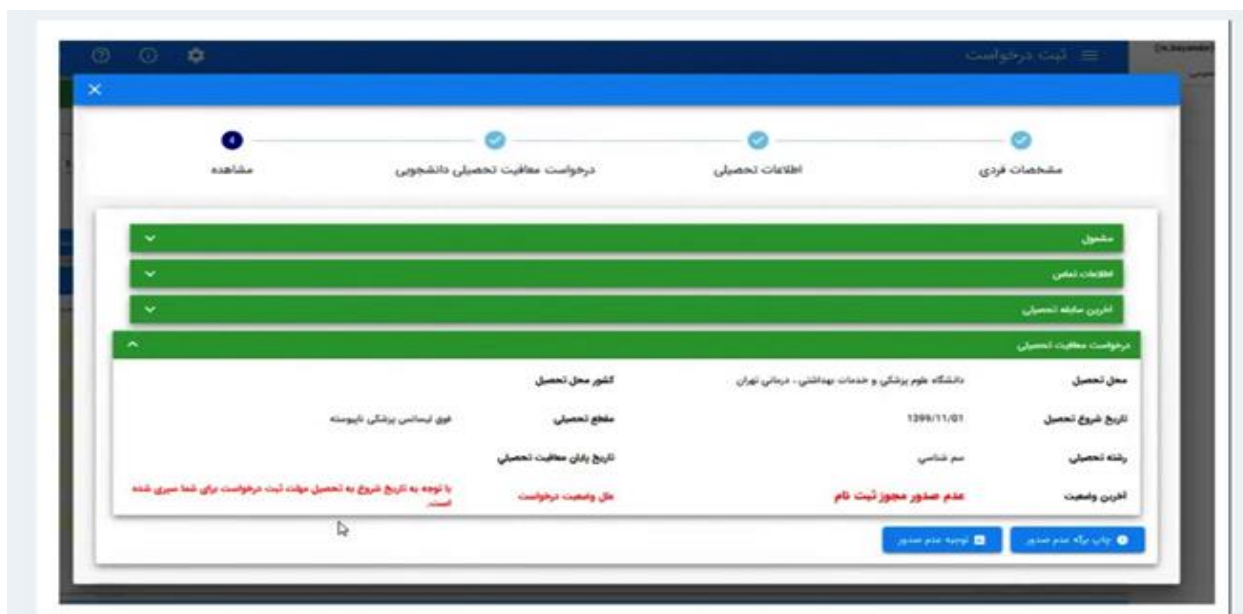 ثبت درخواست
مشخصات فردی
اطلاعات تحصیلی
درخواست معافیت تحصیلی دانشجویی
4
مشاهده
مشمول
اطلاعات تماس
آخرین سابقه تحصیلی
درخواست معافیت تحصیلی
محل تحصیل دانشگاه علوم پزشکی و خدمات بهداشتی ، درمانی تهران کشور محل تحصیل
تاریخ شروع تحصیل 1399/11/01 مقطع تحصیلی فوق لیسانس پزشکی ناپیوسته
رشته تحصیلی سم شناسی تاریخ پایان معافیت تحصیلی
آخرین وضعیت عدم صدور مجوز ثبت نام علل وضعیت درخواست با توجه به تاریخ شروع به تحصیل مهلت ثبت درخواست برای شما سپری شده
است.
چاپ برگه عدم صدور توجیه عدم صدور